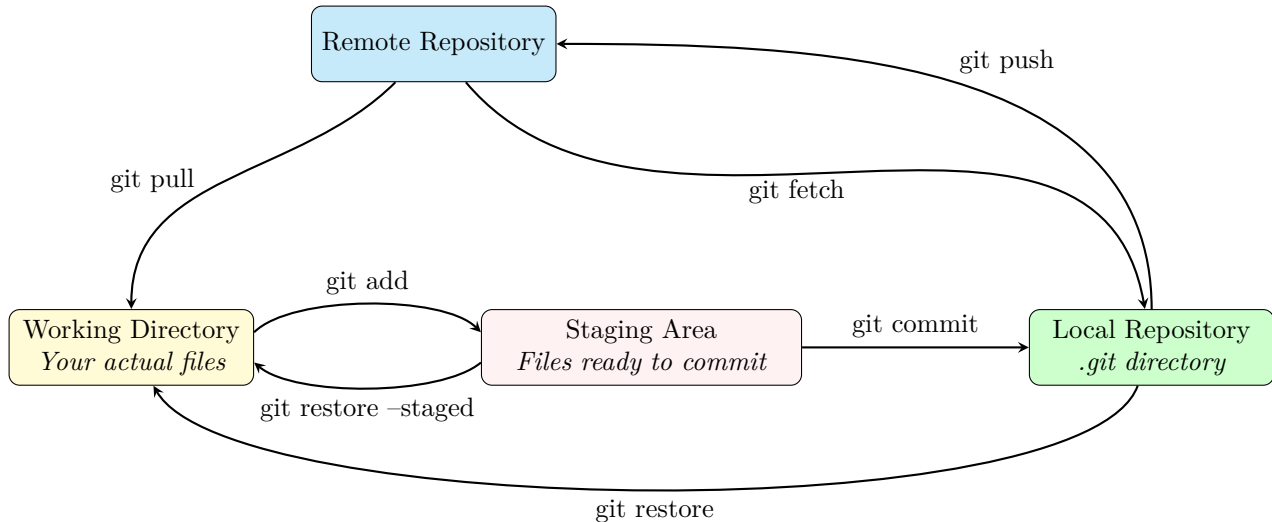 Remote Repository
git push
git pull
git fetch
git add
Working Directory
Your actual files
Staging Area
Files ready to commit
git commit
Local Repository
.git directory
git restore –staged
git restore